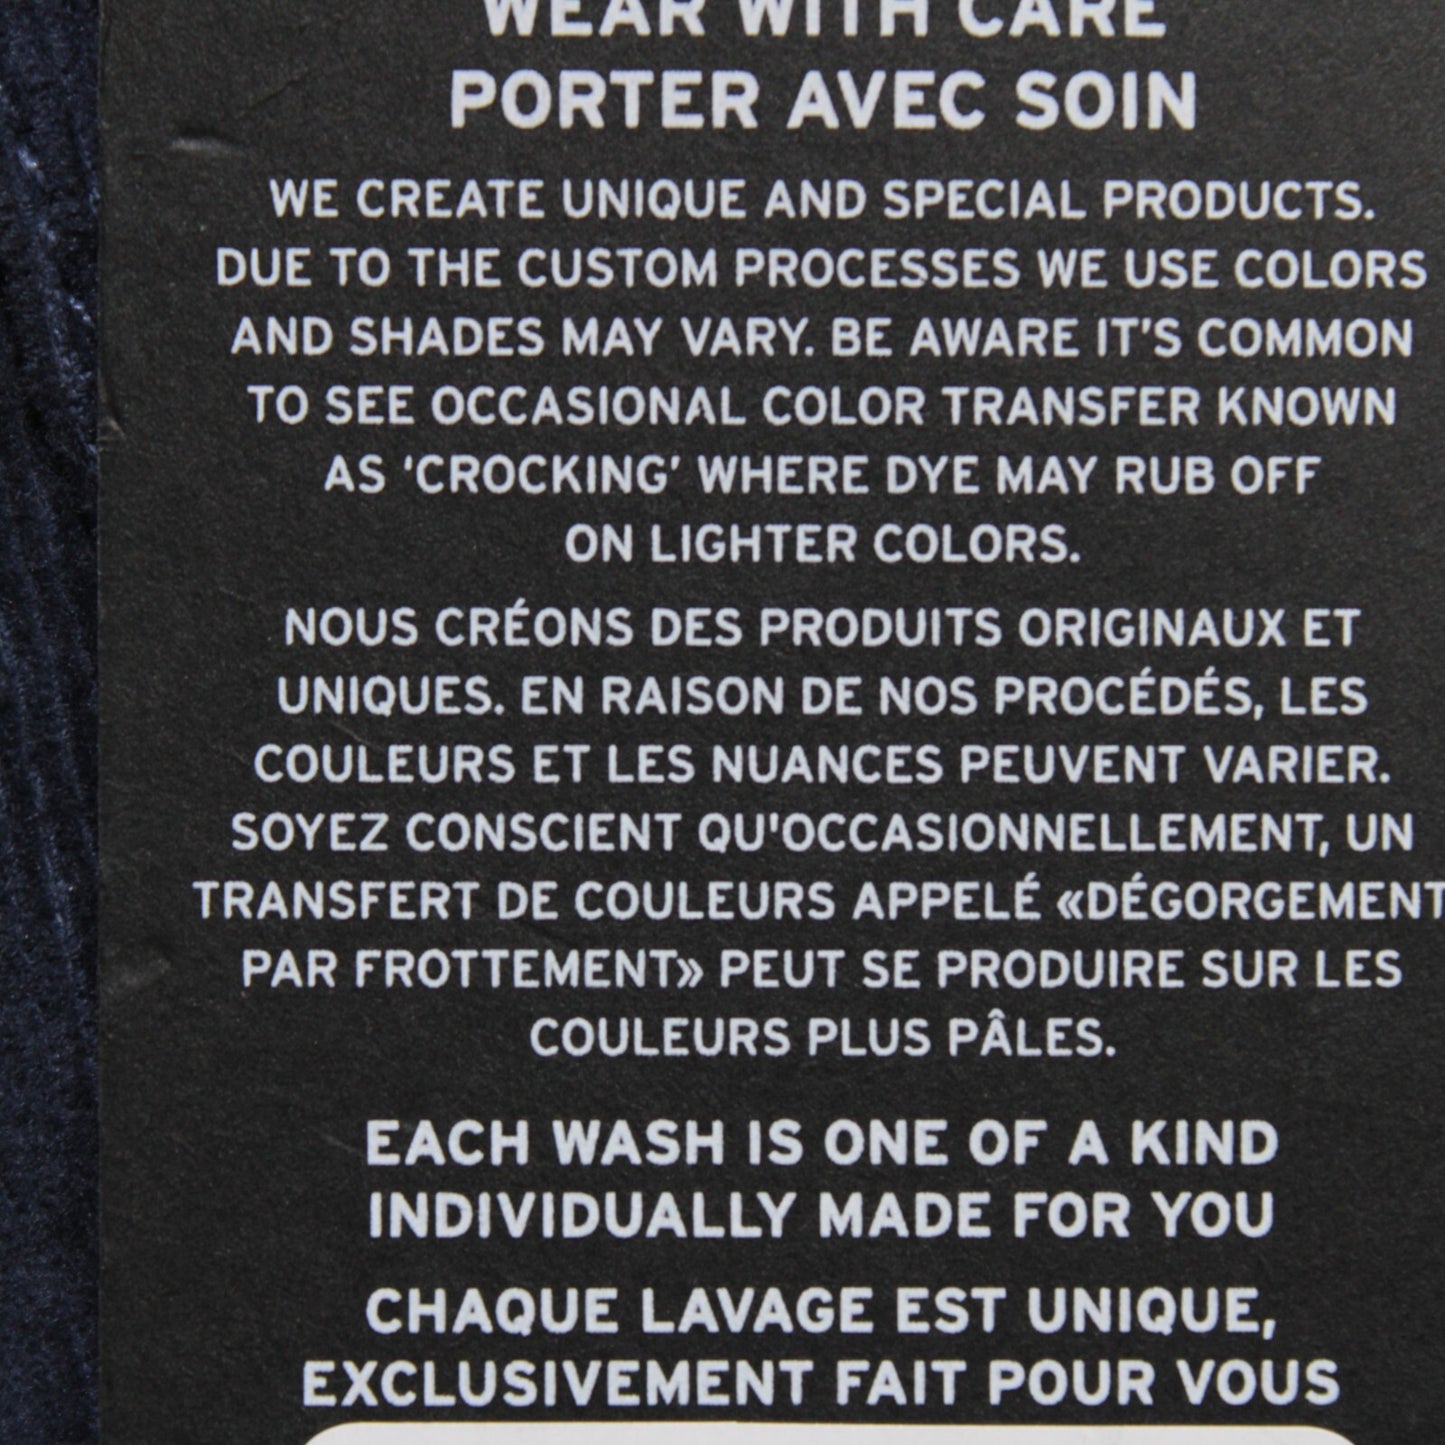 WEAR WITH CARE
PORTER AVEC SOIN
WE CREATE UNIQUE AND SPECIAL PRODUCTS.
DUE TO THE CUSTOM PROCESSES WE USE COLORS
AND SHADES MAY VARY. BE AWARE IT'S COMMON
TO SEE OCCASIONAL COLOR TRANSFER KNOWN
AS ‘CROCKING’ WHERE DYE MAY RUB OFF
ON LIGHTER COLORS.
NOUS CRÉONS DES PRODUITS ORIGINAUX ET
UNIQUES. EN RAISON DE NOS PROCÉDÉS, LES
COULEURS ET LES NUANCES PEUVENT VARIER.
SOYEZ CONSCIENT QU'OCCASIONNELLEMENT, UN
TRANSFERT DE COULEURS APPELÉ «DÉGORGEMENT
PAR FROTTEMENT» PEUT SE PRODUIRE SUR LES
COULEURS PLUS PÂLES.
EACH WASH IS ONE OF A KIND
INDIVIDUALLY MADE FOR YOU
CHAQUE LAVAGE EST UNIQUE,
EXCLUSIVEMENT FAIT POUR VOUS